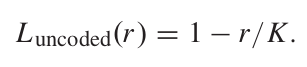 L_uncoded(r) = 1 − r/K.